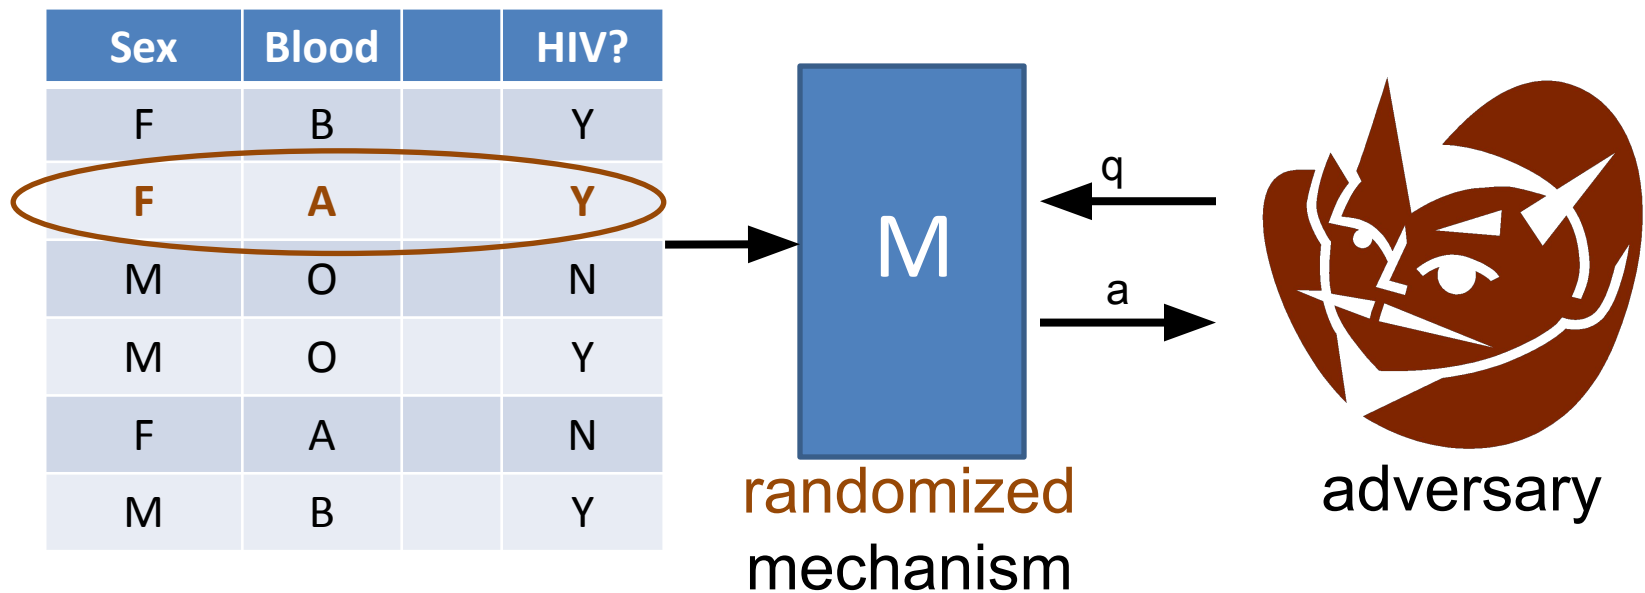 Sex Blood HIV?
F B Y
F A Y
M O N
M O Y
F A N
M B Y
M
randomized
mechanism
q
a
adversary